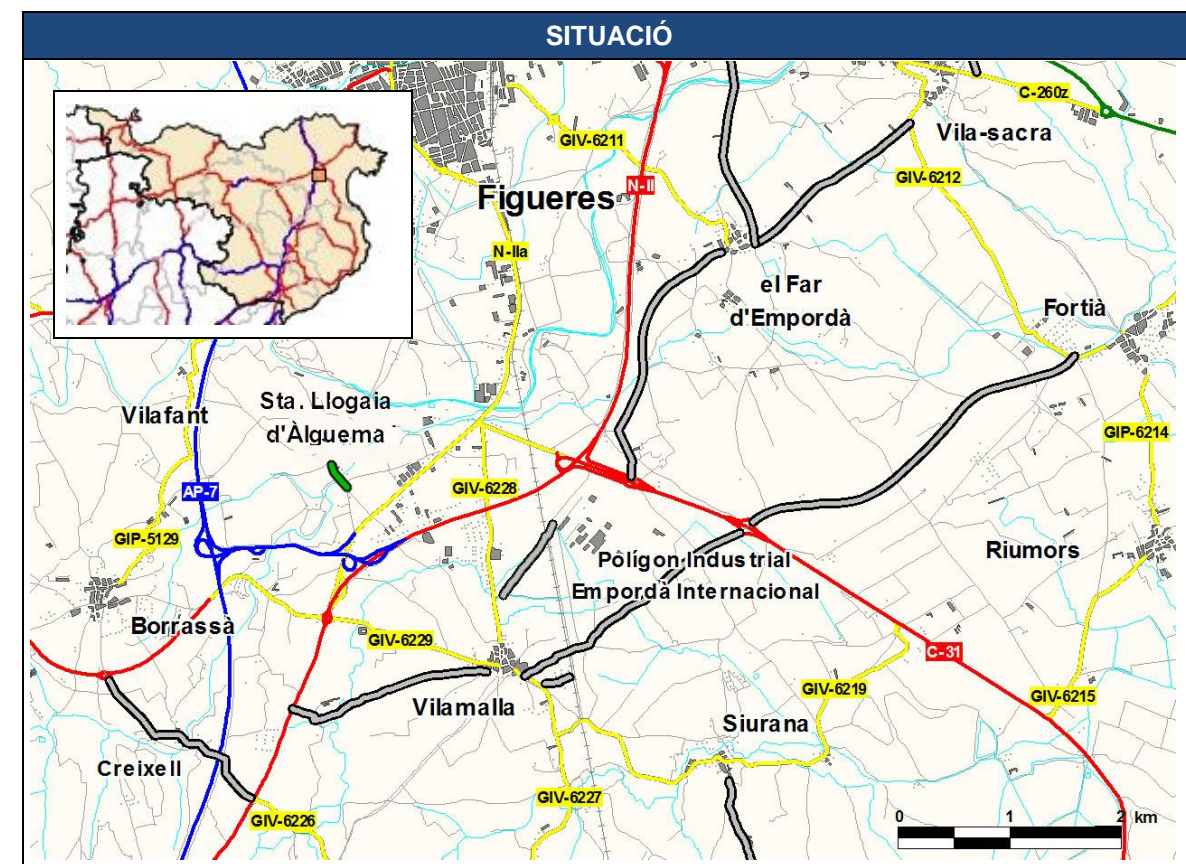 SITUACIÓ
C-260z
Vila-sacra
GIV-6211
GIV-6212
Figueres
N-II
N-IIa
el Far
d'Empordà
Fortià
Vilafant
Sta. Llogaia
d'Àlguema
GIP-6214
AP-7
GIV-6228
GIP-5129
Polígon Industrial
Empordà Internacional
Riumors
Borrassà
GIV-6229
C-31
Vilamalla
GIV-6219
GIV-6215
Siurana
Creixell
GIV-6227
GIV-6226
0 1 2 km